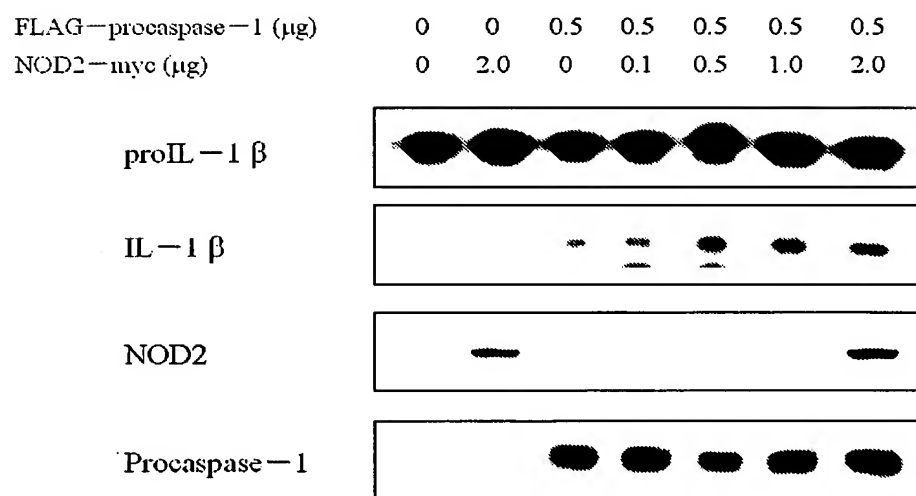 FLAG—procaspase—1 (μg) 0 0 0.5 0.5 0.5 0.5 0.5
NOD2—myc (μg) 0 2.0 0 0.1 0.5 1.0 2.0
proIL—1 β
IL—1 β
NOD2
Procaspase—1